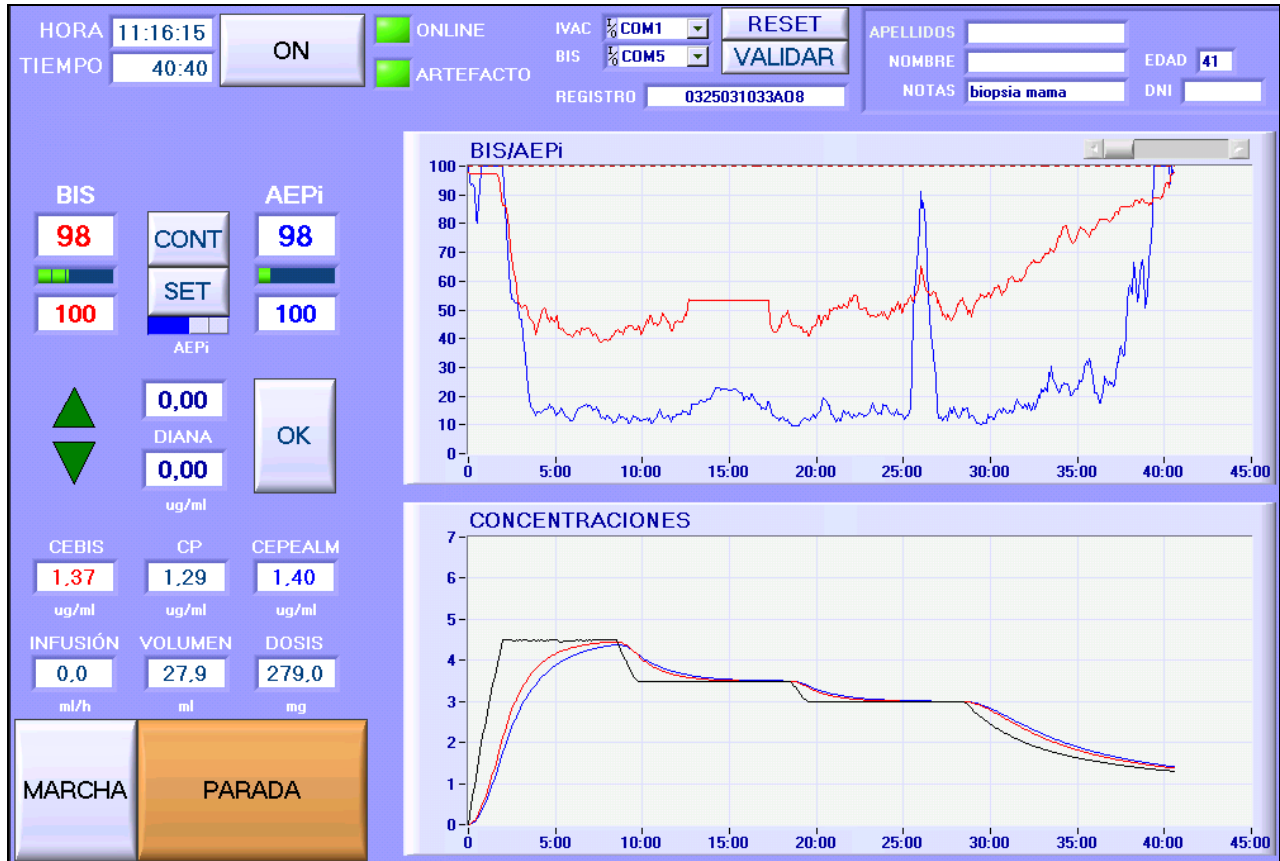 HORA 11:16:15
TIEMPO 40:40
ON
ONLINE
ARTEFACTO
IVAC I/O COM1
BIS I/O COM5
RESET
VALIDAR
REGISTRO 0325031033AO8
APELLIDOS
NOMBRE
EDAD 41
NOTAS biopsia mama
DNI
BIS
AEPi
98
CONT
98
SET
100
100
AEPi
0,00
DIANA
0,00
ug/ml
OK
CEBIS CP CEPEALM
1,37 1,29 1,40
ug/ml ug/ml ug/ml
INFUSIÓN VOLUMEN DOSIS
0,0 27,9 279,0
ml/h ml mg
MARCHA
PARADA
BIS/AEPi
100
90
80
70
60
50
40
30
20
10
0
0 5:00 10:00 15:00 20:00 25:00 30:00 35:00 40:00 45:00
CONCENTRACIONES
7
6
5
4
3
2
1
0
0 5:00 10:00 15:00 20:00 25:00 30:00 35:00 40:00 45:00